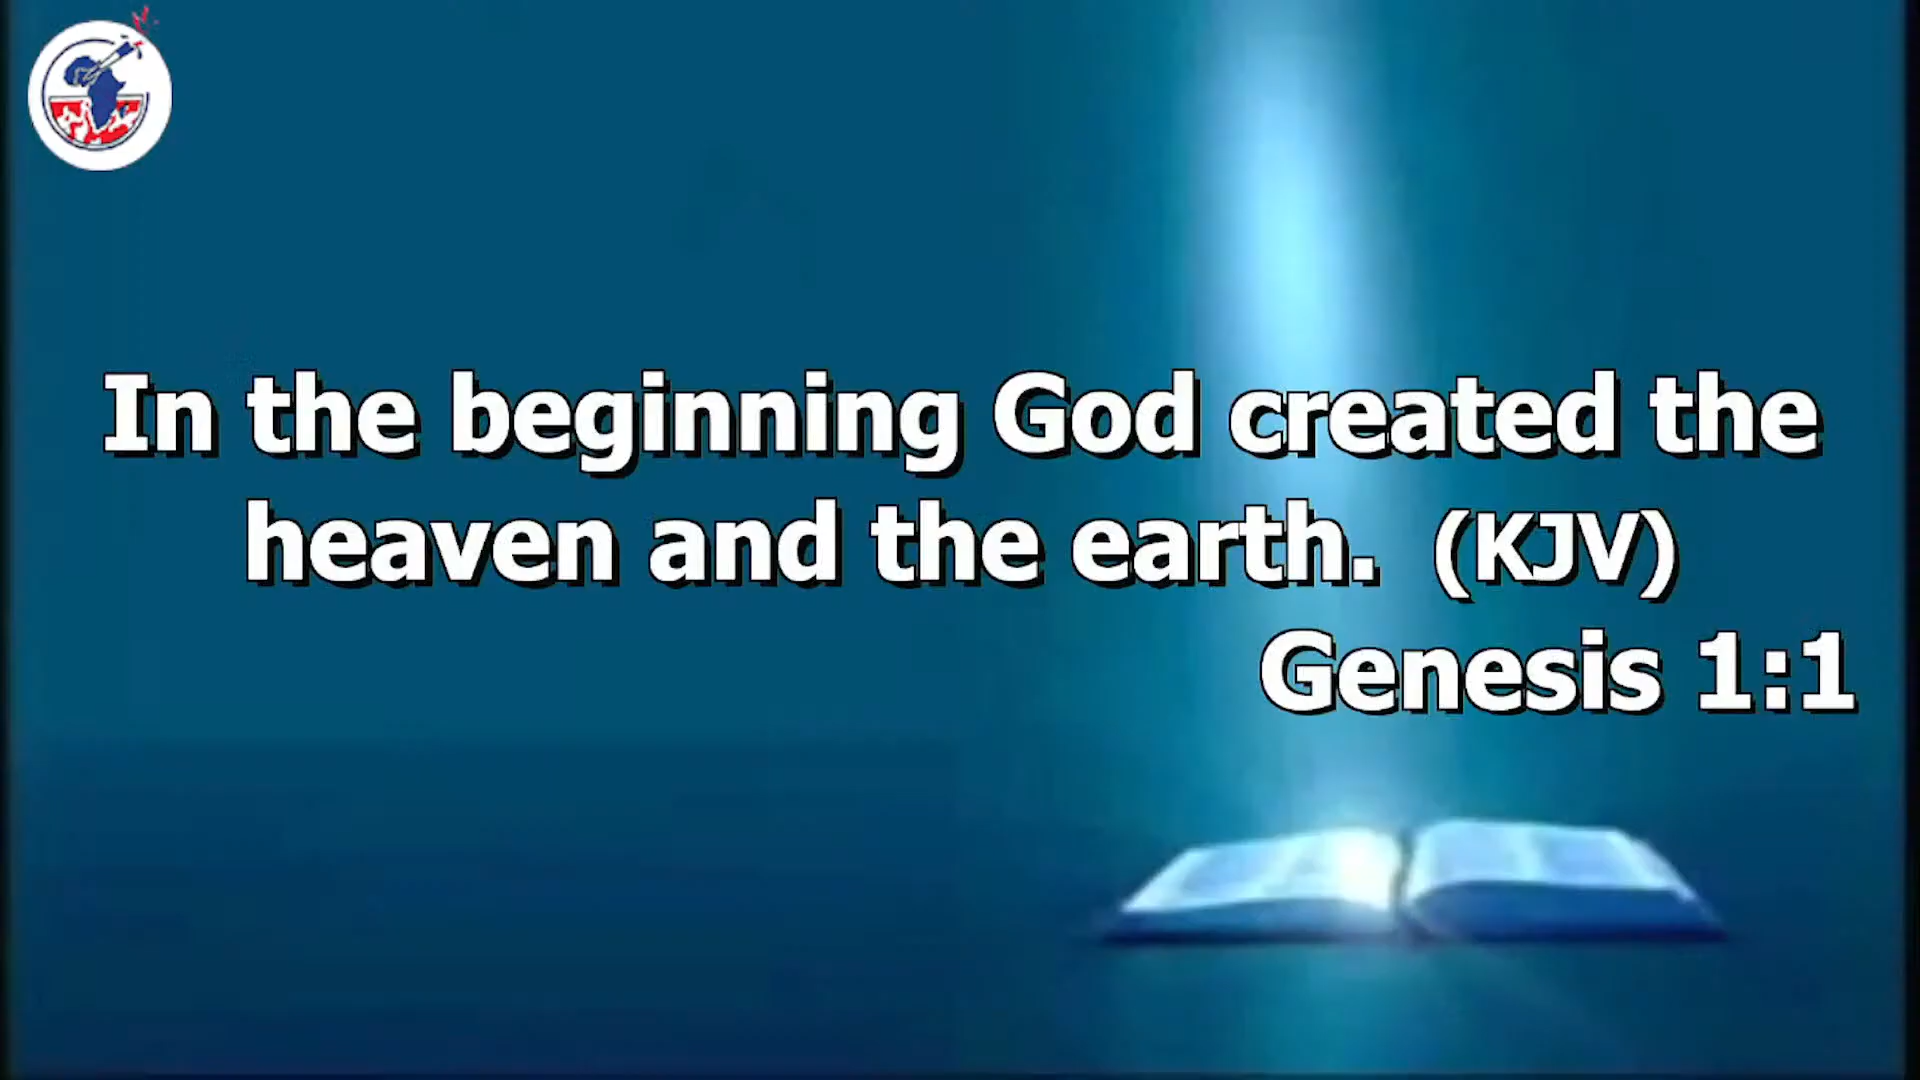 In the beginning God created the
heaven and the earth. (KJV)
Genesis 1:1